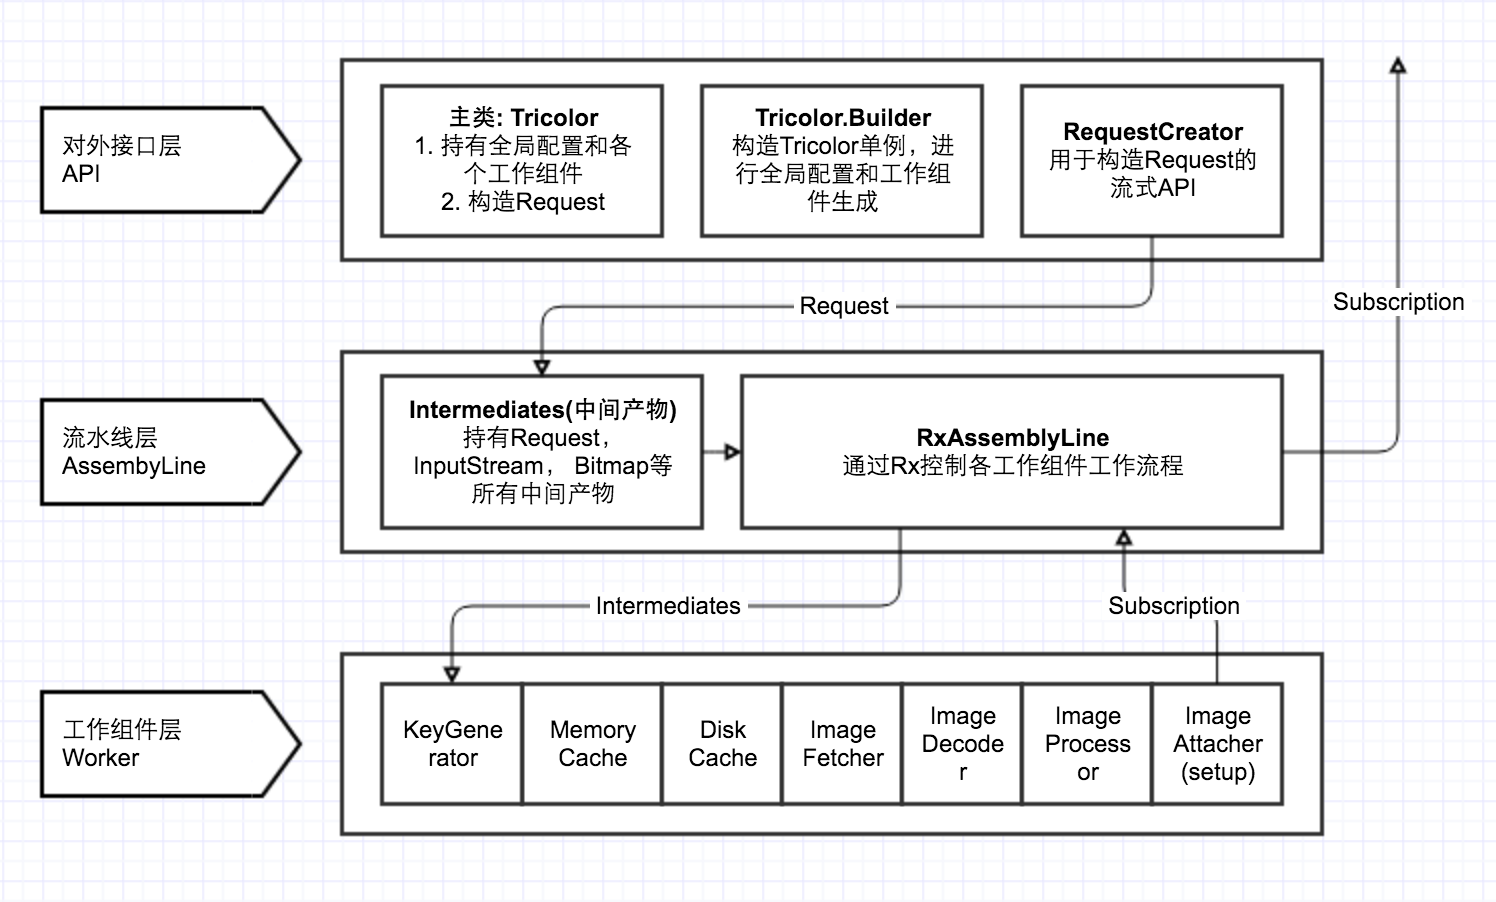 对外接口层
API
主类: Tricolor
1. 持有全局配置和各
个工作组件
2. 构造Request
Tricolor.Builder
构造Tricolor单例，进
行全局配置和工作组
件生成
RequestCreator
用于构造Request的
流式API
Request
Subscription
流水线层
AssembyLine
Intermediates(中间产物)
持有Request，
InputStream， Bitmap等
所有中间产物
RxAssemblyLine
通过Rx控制各工作组件工作流程
Intermediates
Subscription
工作组件层
Worker
KeyGene
rator
Memory
Cache
Disk
Cache
Image
Fetcher
Image
Decode
r
Image
Process
or
Image
Attacher
(setup)